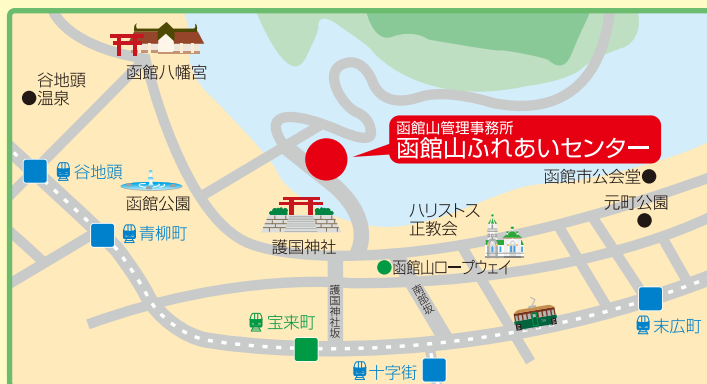 函館八幡宮
谷地頭
温泉
函館山管理事務所
函館山ふれあいセンター
谷地頭
函館市公会堂
函館公園
元町公園
ハリストス
正教会
青柳町
護国神社
函館山ロープウェイ
護国神社坂
南部坂
宝来町
末広町
十字街